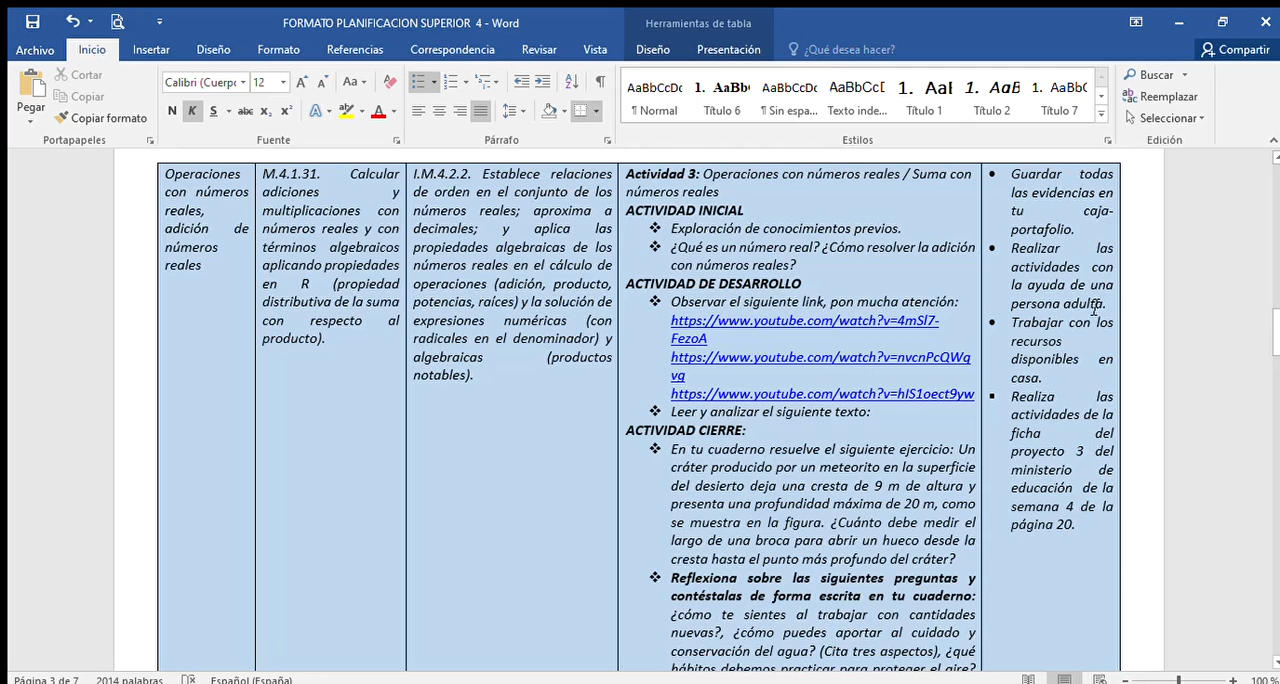 FORMATO PLANIFICACION SUPERIOR 4 - Word
Herramientas de tabla
Archivo Inicio Insertar Diseño Formato Referencias Correspondencia Revisar Vista Diseño Presentación ¿Qué desea hacer? Compartir
Pegar
Cortar
Copiar
Copiar formato
Portapapeles
Calibri (Cuerpo 12
Fuente
Párrafo
AaBbCcDc AaBbCcDc
¶ Normal
1. AaBb(
Título 6
AaBbCcDc
¶ Sin espa...
AaBbCcD
Texto inde...
1. AaI
Título 1
1. AaB
Título 2
1. AaBb(
Título 7
Estilos
Buscar
Reemplazar
Seleccionar
Edición
Operaciones
con números
reales,
adición de
números
reales
M.4.1.31. Calcular
adiciones y
multiplicaciones con
números reales y con
términos algebraicos
aplicando propiedades
en R (propiedad
distributiva de la suma
con respecto al
producto).
I.M.4.2.2. Establece relaciones
de orden en el conjunto de los
números reales; aproxima a
decimales; y aplica las
propiedades algebraicas de los
números reales en el cálculo de
operaciones (adición, producto,
potencias, raíces) y la solución de
expresiones numéricas (con
radicales en el denominador) y
algebraicas (productos
notables).
Actividad 3: Operaciones con números reales / Suma con
números reales
ACTIVIDAD INICIAL
❖ Exploración de conocimientos previos.
❖ ¿Qué es un número real? ¿Cómo resolver la adición
con números reales?
ACTIVIDAD DE DESARROLLO
❖ Observar el siguiente link, pon mucha atención:
https://www.youtube.com/watch?v=4mSl7-
FezoA
https://www.youtube.com/watch?v=nvcnPcQWq
vg
https://www.youtube.com/watch?v=hIS1oect9yw
❖ Leer y analizar el siguiente texto:
ACTIVIDAD CIERRE:
❖ En tu cuaderno resuelve el siguiente ejercicio: Un
cráter producido por un meteorito en la superficie
del desierto deja una cresta de 9 m de altura y
presenta una profundidad máxima de 20 m, como
se muestra en la figura. ¿Cuánto debe medir el
largo de una broca para abrir un hueco desde la
cresta hasta el punto más profundo del cráter?
❖ Reflexiona sobre las siguientes preguntas y
contéstalas de forma escrita en tu cuaderno:
¿cómo te sientes al trabajar con cantidades
nuevas?, ¿cómo puedes aportar al cuidado y
conservación del agua? (Cita tres aspectos), ¿qué
hábitos debemos practicar para proteger el aire?
• Guardar todas
las evidencias en
tu caja-
portafolio.
• Realizar las
actividades con
la ayuda de una
persona adulta.
• Trabajar con los
recursos
disponibles en
casa.
▪ Realiza las
actividades de la
ficha del
proyecto 3 del
ministerio de
educación de la
semana 4 de la
página 20.
Página 3 de 7 2014 palabras Español (España) 100 %